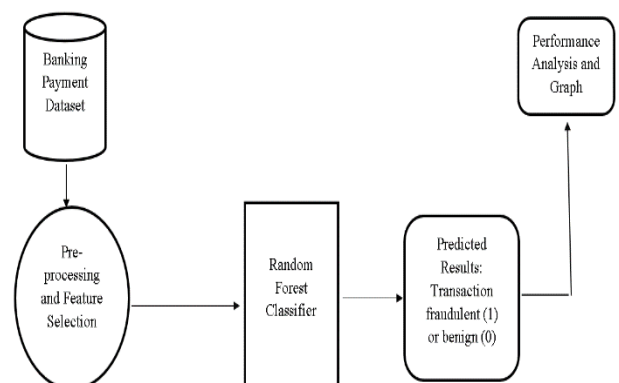 Banking
Payment
Dataset
Pre-
processing
and Feature
Selection
Random
Forest
Classifier
Predicted
Results:
Transaction
fraudulent (1)
or benign (0)
Performance
Analysis and
Graph